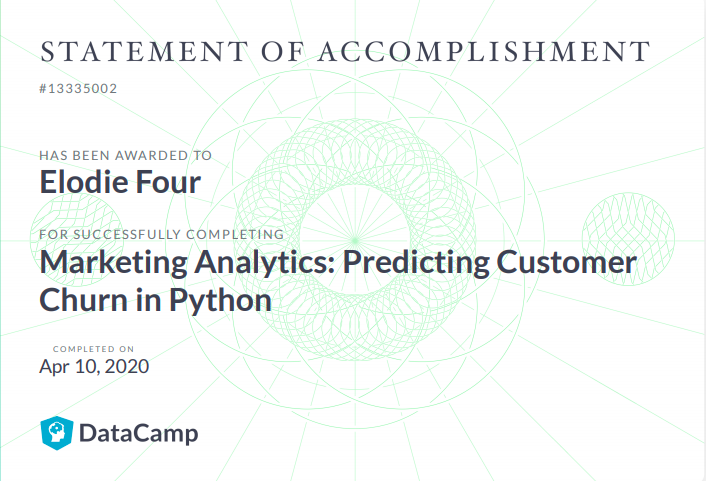 STATEMENT OF ACCOMPLISHMENT
#13335002
HAS BEEN AWARDED TO
Elodie Four
FOR SUCCESSFULLY COMPLETING
Marketing Analytics: Predicting Customer
Churn in Python
COMPLETED ON
Apr 10, 2020
DataCamp